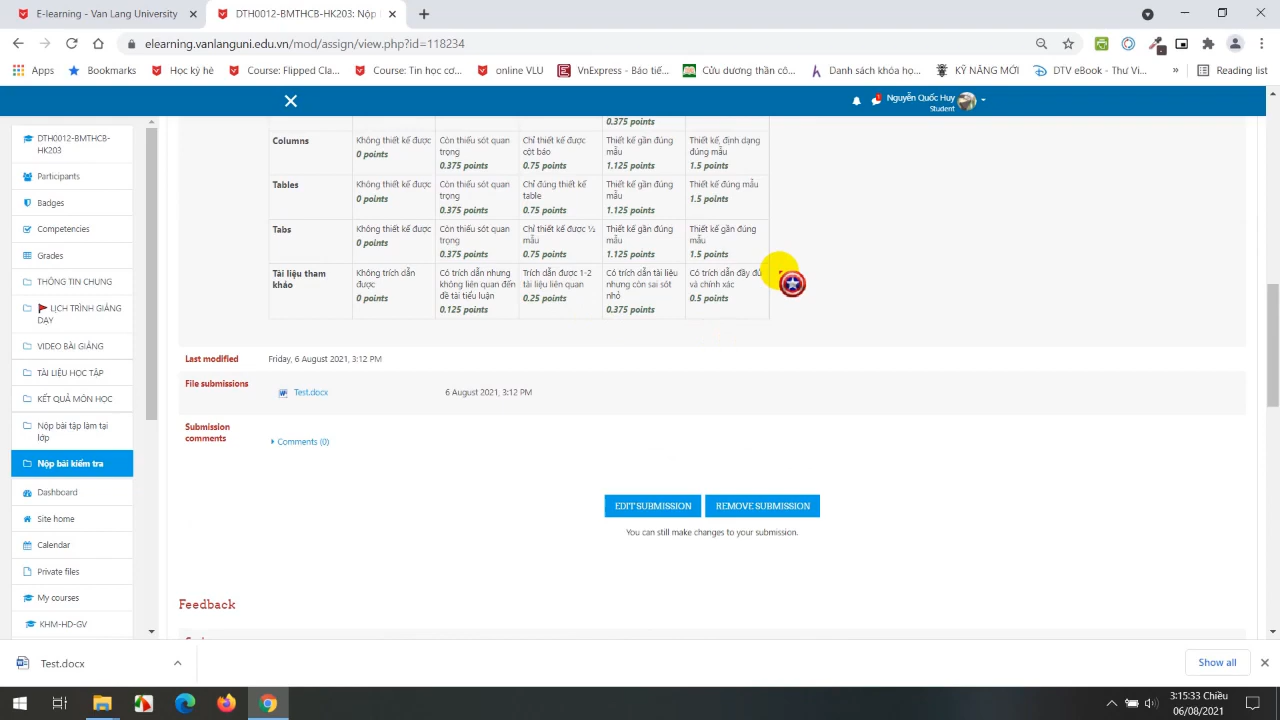 E-learning - Van Lang University
DTH0012-BMTHCB-HK203: Nộp
elearning.vanlanguni.edu.vn/mod/assign/view.php?id=118234
Apps
Bookmarks
Học ký hè
Course: Flipped Cla...
Course: Tin học cơ...
online VLU
VnExpress - Báo tiế...
Cửu dương thần cô...
Danh sách khóa họ...
KỸ NĂNG MỚI
DTV eBook - Thư Vi...
»
Reading list
Nguyễn Quốc Huy
Student
DTH0012-BMTHCB-
HK203
Participants
Badges
Competencies
Grades
THÔNG TIN CHUNG
LỊCH TRÌNH GIẢNG
DẠY
VIDEO BÀI GIẢNG
TÀI LIỆU HỌC TẬP
KẾT QUẢ MÔN HỌC
Nộp bài tập làm tại
lớp
Nộp bài kiểm tra
Dashboard
Site home
Calendar
Private files
My courses
KHM-HD-GV
0.375 points
Columns
Không thiết kế được
0 points
Còn thiếu sót quan
trọng
0.375 points
Chỉ thiết kế được
cột báo
0.75 points
Thiết kế gần đúng
mẫu
1.125 points
Thiết kế, định dạng
đúng mẫu
1.5 points
Tables
Không thiết kế được
0 points
Còn thiếu sót quan
trọng
0.375 points
Chỉ đúng thiết kế
table
0.75 points
Thiết kế gần đúng
mẫu
1.125 points
Thiết kế đúng mẫu
1.5 points
Tabs
Không thiết kế được
0 points
Còn thiếu sót quan
trọng
0.375 points
Chỉ thiết kế được ½
mẫu
0.75 points
Thiết kế gần đúng
mẫu
1.125 points
Thiết kế gần đúng
mẫu
1.5 points
Tài liệu tham
khảo
Không trích dẫn
được
0 points
Có trích dẫn nhưng
không liên quan đến
đề tài tiểu luận
0.125 points
Trích dẫn được 1-2
tài liệu liên quan
0.25 points
Có trích dẫn tài liệu
nhưng còn sai sót
nhỏ
0.375 points
Có trích dẫn đầy đủ
và chính xác
0.5 points
Last modified
Friday, 6 August 2021, 3:12 PM
File submissions
Test.docx
6 August 2021, 3:12 PM
Submission
comments
Comments (0)
EDIT SUBMISSION
REMOVE SUBMISSION
You can still make changes to your submission.
Feedback
Test.docx
Show all
3:15:33 Chiều
06/08/2021